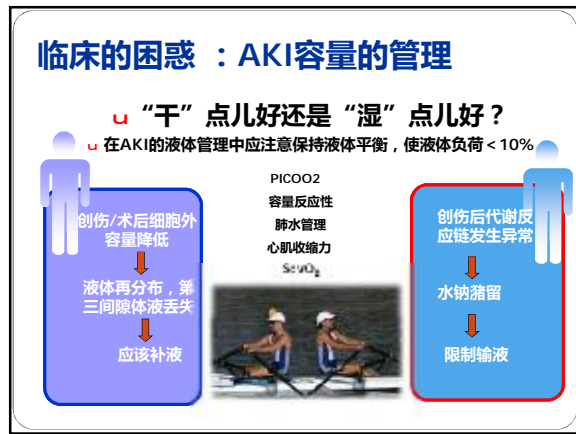 临床的困惑 ：AKI容量的管理
u “干”点儿好还是“湿”点儿好？
u 在AKI的液体管理中应注意保持液体平衡，使液体负荷＜10%
创伤/术后细胞外
容量降低
液体再分布，第
三间隙体液丢失
应该补液
PICOO2
容量反应性
肺水管理
心肌收缩力
ScvO₂
创伤后代谢反
应链发生异常
水钠猪留
限制输液